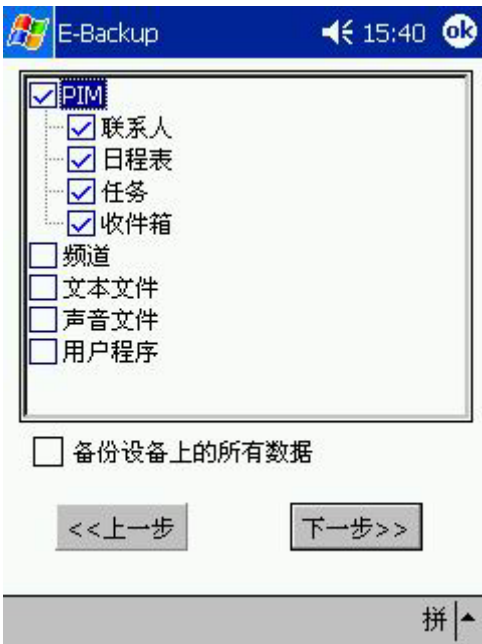 E-Backup 15:40 ok
PIM
联系人
日程表
任务
收件箱
频道
文本文件
声音文件
用户程序
备份设备上的所有数据
<<上一步 下一步>>
拼